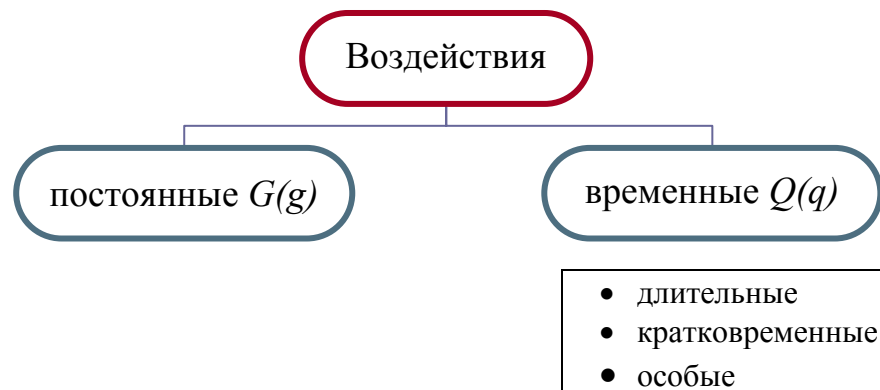 Воздействия
постоянные G(g)
временные Q(q)
• длительные
• кратковременные
• особые